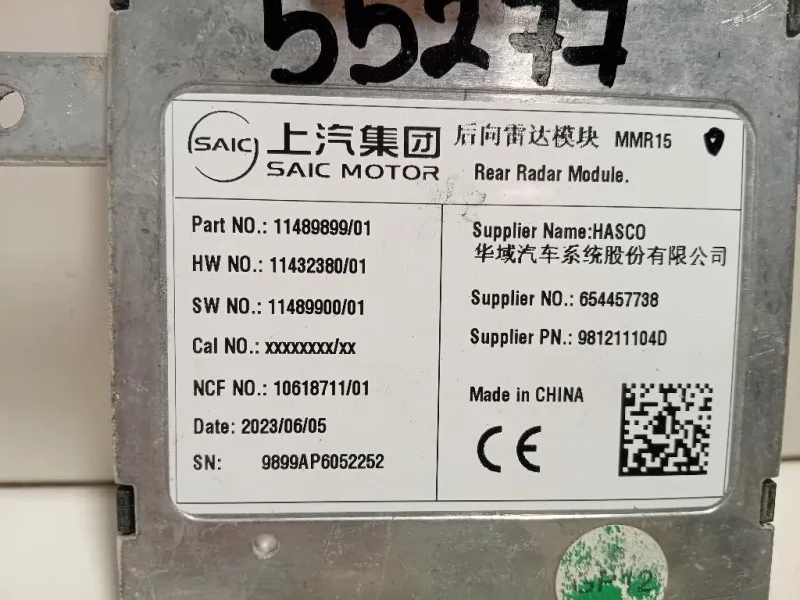 55277
SAIC 上汽集团
SAIC MOTOR
后向雷达模块 MMR15
Rear Radar Module.
Part NO.: 11489899/01
HW NO.: 11432380/01
SW NO.: 11489900/01
Cal NO.: xxxxxxxx/xx
NCF NO.: 10618711/01
Date: 2023/06/05
SN: 9899AP6052252
Supplier Name:HASCO
华域汽车系统股份有限公司
Supplier NO.: 654457738
Supplier PN.: 981211104D
Made in CHINA
CE